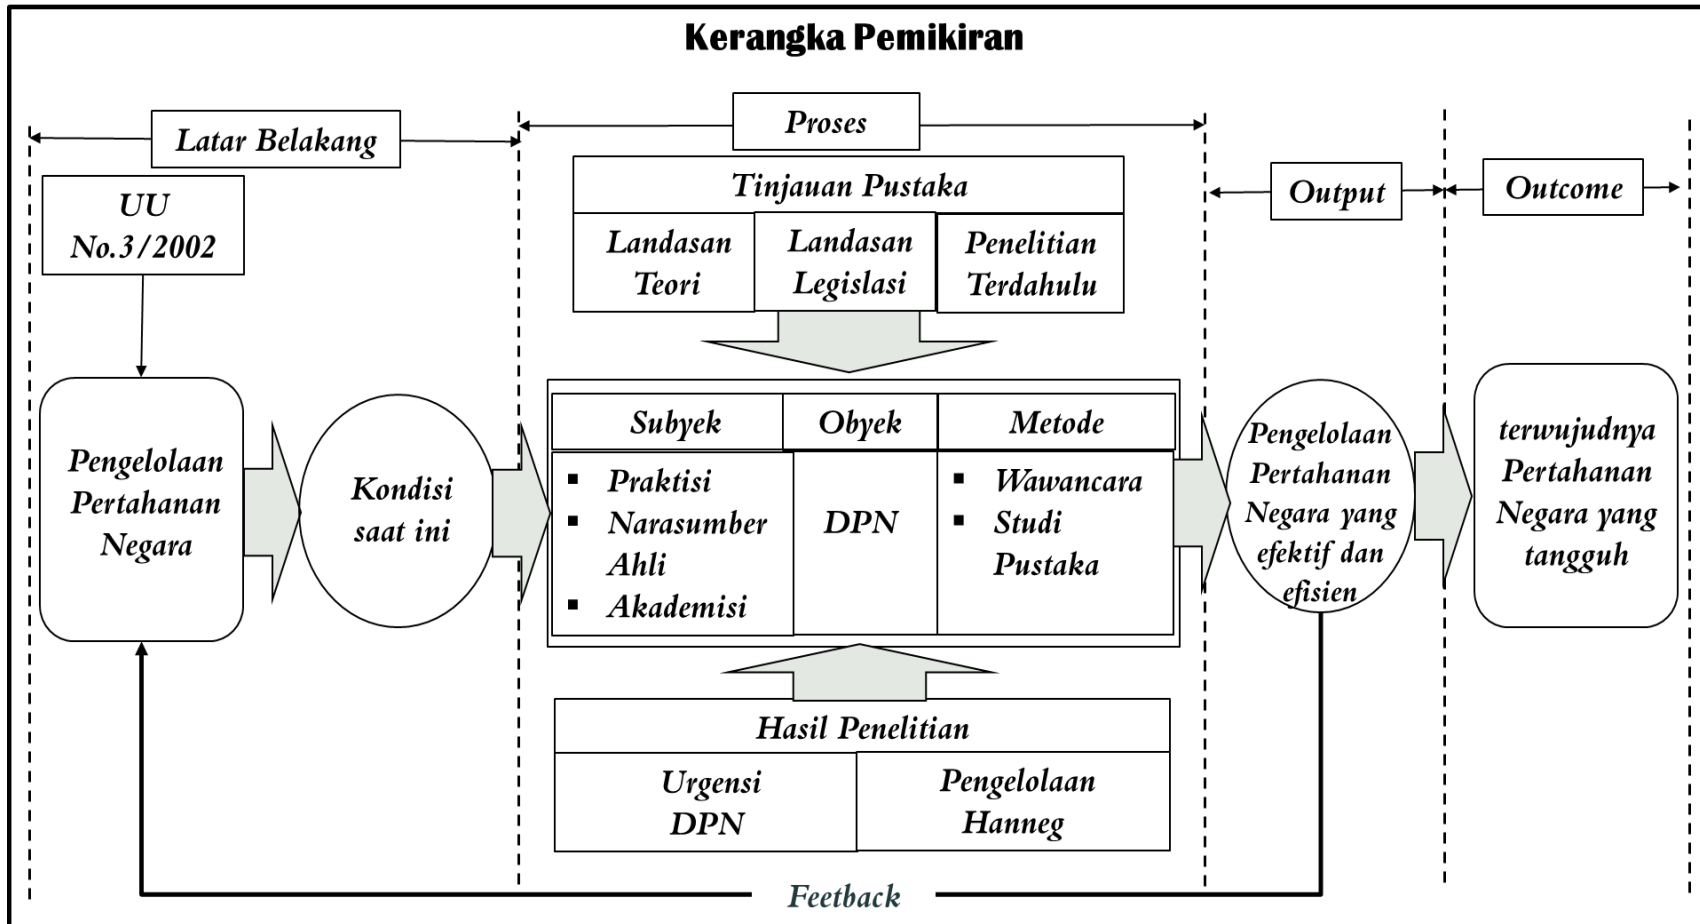 Kerangka Pemikiran
Latar Belakang
Proses
Output
Outcome
UU
No.3/2002
Tinjauan Pustaka
Landasan
Teori
Landasan
Legislasi
Penelitian
Terdahulu
Pengelolaan
Pertahanan
Negara
Kondisi
saat ini
Subyek
Obyek
Metode
▪ Praktisi
▪ Narasumber
Ahli
▪ Akademisi
DPN
▪ Wawancara
▪ Studi
Pustaka
Pengelolaan
Pertahanan
Negara yang
efektif dan
efisien
terwujudnya
Pertahanan
Negara yang
tangguh
Hasil Penelitian
Urgensi
DPN
Pengelolaan
Hanneg
Feetback